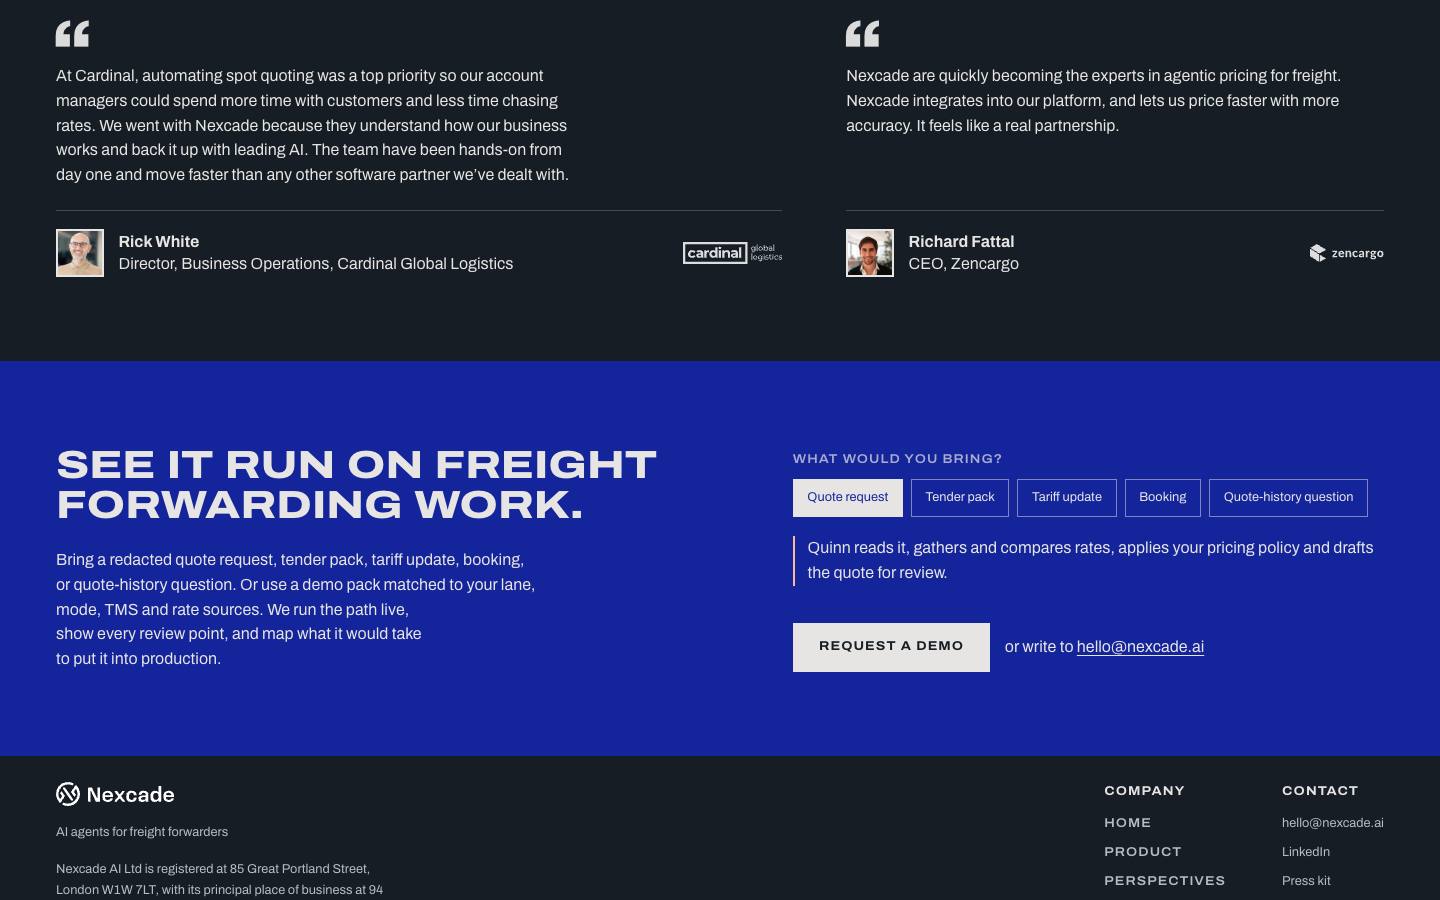 At Cardinal, automating spot quoting was a top priority so our account
managers could spend more time with customers and less time chasing
rates. We went with Nexcade because they understand how our business
works and back it up with leading AI. The team have been hands-on from
day one and move faster than any other software partner we’ve dealt with.
Rick White
Director, Business Operations, Cardinal Global Logistics
cardinal global
logistics
Nexcade are quickly becoming the experts in agentic pricing for freight.
Nexcade integrates into our platform, and lets us price faster with more
accuracy. It feels like a real partnership.
Richard Fattal
CEO, Zencargo
zencargo
SEE IT RUN ON FREIGHT
FORWARDING WORK.
Bring a redacted quote request, tender pack, tariff update, booking,
or quote-history question. Or use a demo pack matched to your lane,
mode, TMS and rate sources. We run the path live,
show every review point, and map what it would take
to put it into production.
WHAT WOULD YOU BRING?
Quote request Tender pack Tariff update Booking Quote-history question
Quinn reads it, gathers and compares rates, applies your pricing policy and drafts
the quote for review.
REQUEST A DEMO or write to hello@nexcade.ai
Nexcade
AI agents for freight forwarders
Nexcade AI Ltd is registered at 85 Great Portland Street,
London W1W 7LT, with its principal place of business at 94
COMPANY
HOME
PRODUCT
PERSPECTIVES
CONTACT
hello@nexcade.ai
LinkedIn
Press kit